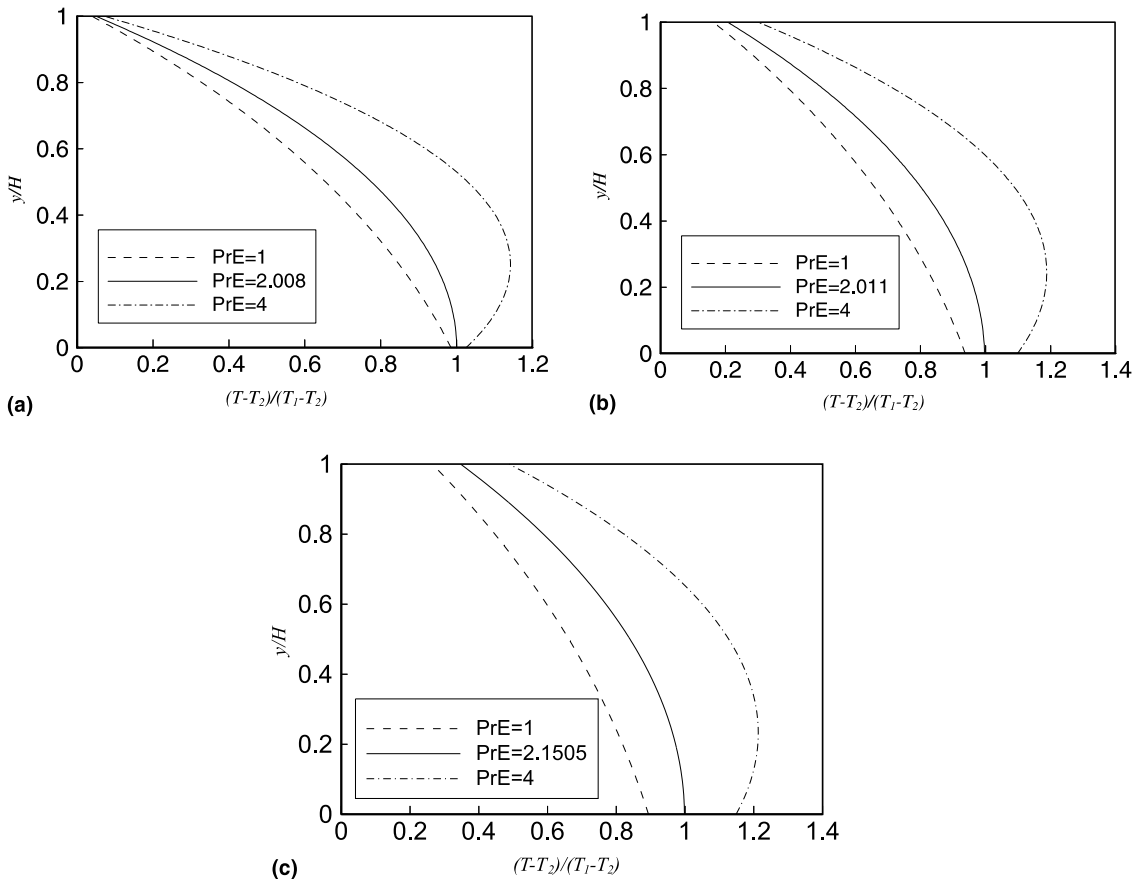 1
0.8
0.6
0.4
0.2
0
y/H
PrE=1
PrE=2.008
PrE=4
0 0.2 0.4 0.6 0.8 1 1.2
(T-T2)/(T1-T2)
(a)
1
0.8
0.6
0.4
0.2
0
y/H
PrE=1
PrE=2.011
PrE=4
0 0.2 0.4 0.6 0.8 1 1.2 1.4
(T-T2)/(T1-T2)
(b)
1
0.8
0.6
0.4
0.2
0
y/H
PrE=1
PrE=2.1505
PrE=4
0 0.2 0.4 0.6 0.8 1 1.2 1.4
(T-T2)/(T1-T2)
(c)